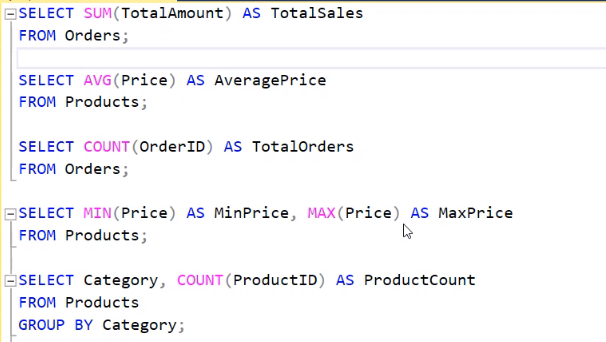 SELECT SUM(TotalAmount) AS TotalSales
FROM Orders;
SELECT AVG(Price) AS AveragePrice
FROM Products;
SELECT COUNT(OrderID) AS TotalOrders
FROM Orders;
SELECT MIN(Price) AS MinPrice, MAX(Price) AS MaxPrice
FROM Products;
SELECT Category, COUNT(ProductID) AS ProductCount
FROM Products
GROUP BY Category;